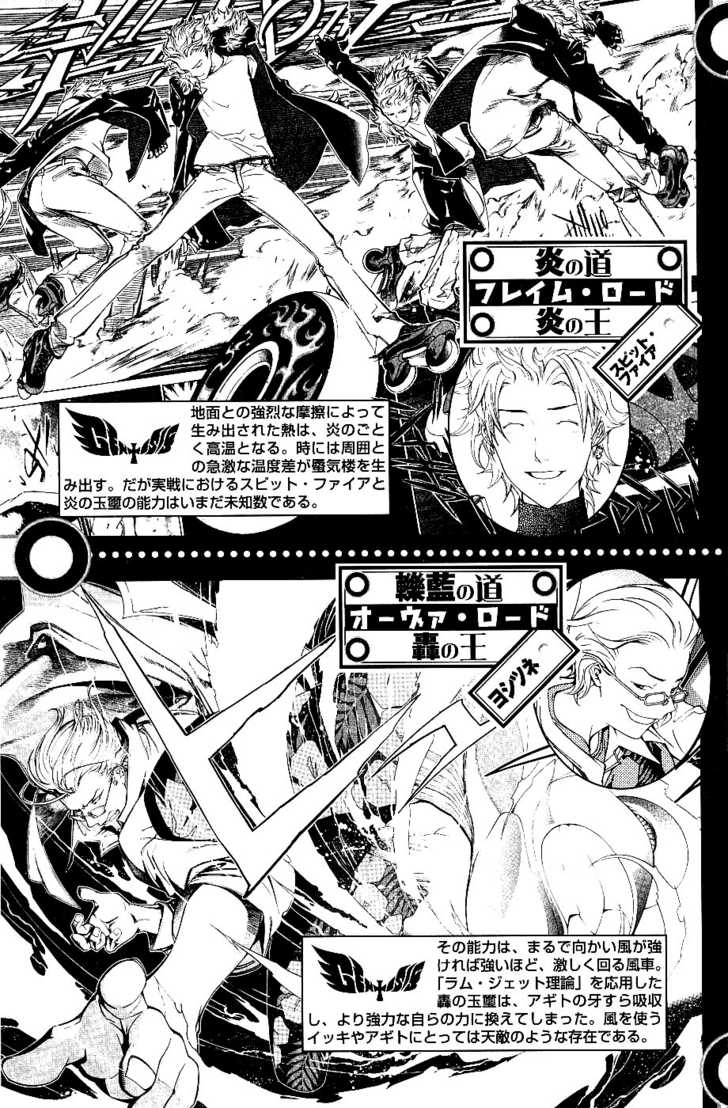 炎の道
フレイム・ロード
炎の王
スピット・
ファイア
GENESIS
地面との強烈な摩擦によって
生み出された熱は、炎のごと
く高温となる。時には周囲と
の急激な温度差が蜃気楼を生
み出す。だが実戦におけるスピット・ファイアと
炎の玉璽の能力はいまだ未知数である。
轢藍の道
オーヴァ・ロード
轟の王
ヨシツネ
GENESIS
その能力は、まるで向かい風が強
ければ強いほど、激しく回る風車。
「ラム・ジェット理論」を応用した
轟の玉璽は、アギトの牙すら吸収
し、より強力な自らの力に換えてしまった。風を使う
イッキやアギトにとっては天敵のような存在である。